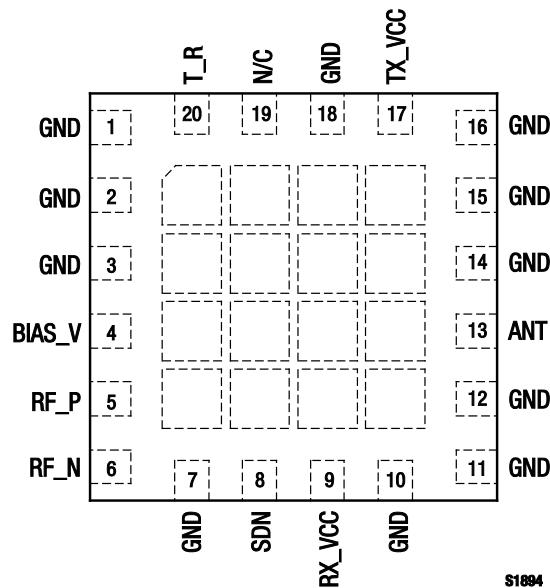 T_R
N/C
GND
TX_VCC
20
19
18
17
GND 1
16 GND
GND 2
15 GND
GND 3
14 GND
BIAS_V 4
13 ANT
RF_P 5
12 GND
RF_N 6
11 GND
7
8
9
10
GND
SDN
RX_VCC
GND
S1894